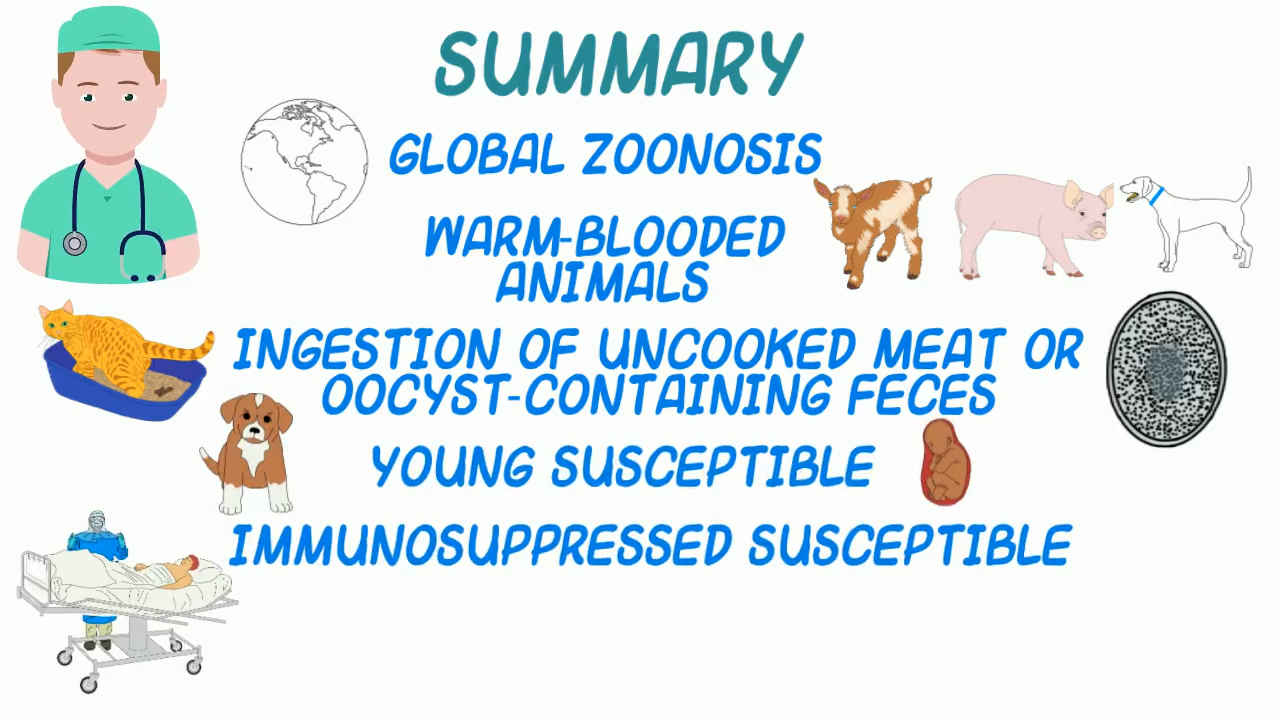 SUMMARY
GLOBAL ZOONOSIS
WARM-BLOODED
ANIMALS
INGESTION OF UNCOOKED MEAT OR
OOCYST-CONTAINING FECES
YOUNG SUSCEPTIBLE
IMMUNOSUPPRESSED SUSCEPTIBLE